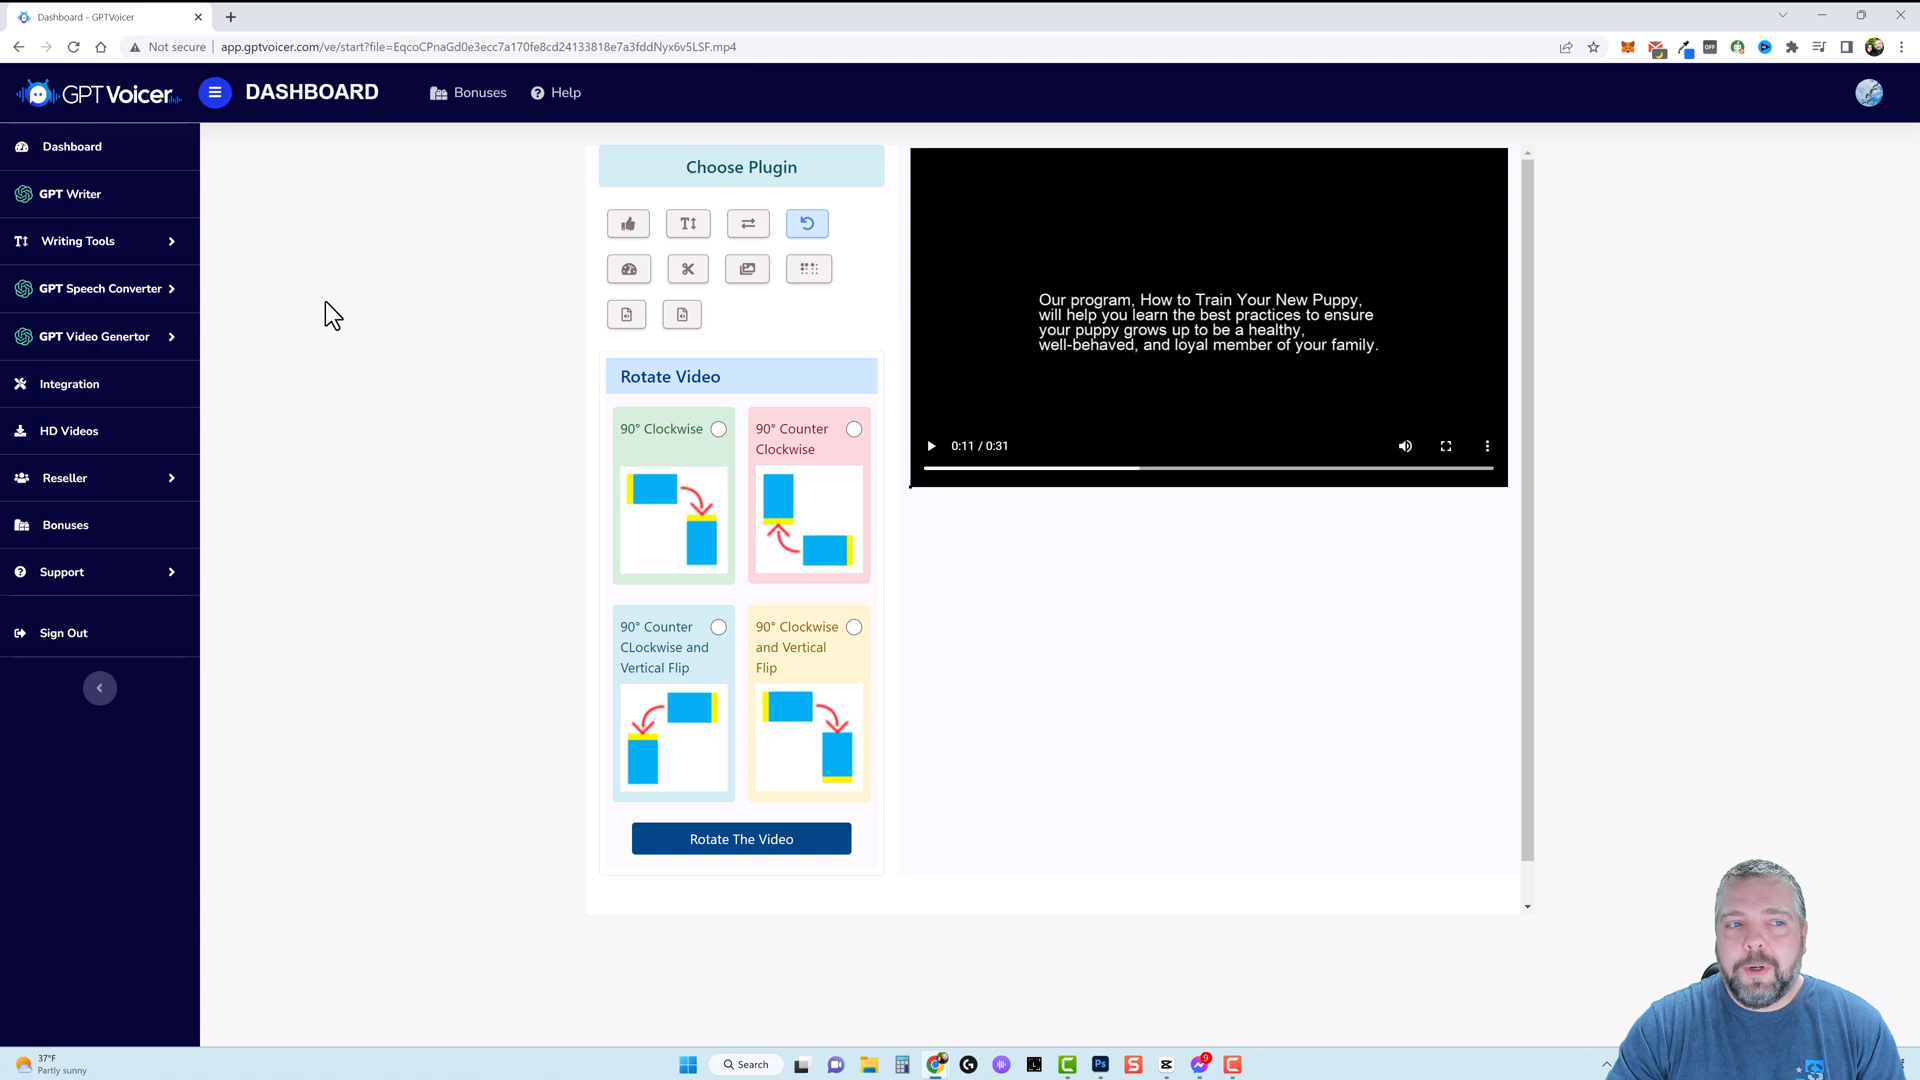 Dashboard - GPTVoicer
Not secure
app.gptvoicer.com/ve/start?file=EqcoCPnaGd0e3ecc7a170fe8cd24133818e7a3fddNyx6v5LSF.mp4
OFF
GPTVoicer
DASHBOARD
Bonuses
Help
Dashboard
GPT Writer
Writing Tools
GPT Speech Converter
GPT Video Genertor
Integration
HD Videos
Reseller
Bonuses
Support
Sign Out
Choose Plugin
Rotate Video
90° Clockwise
90° Counter
Clockwise
90° Counter
CLockwise and
Vertical Flip
90° Clockwise
and Vertical
Flip
Rotate The Video
Our program, How to Train Your New Puppy,
will help you learn the best practices to ensure
your puppy grows up to be a healthy,
well-behaved, and loyal member of your family.
0:11 / 0:31
37°F
Partly sunny
Search
Ps
9